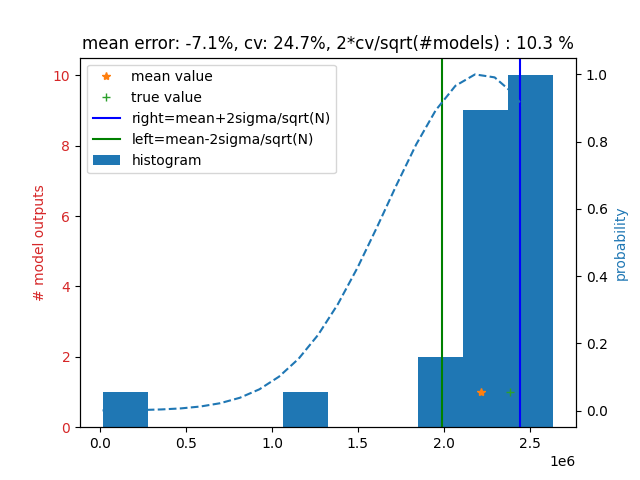 mean error: -7.1%, cv: 24.7%, 2*cv/sqrt(#models) : 10.3 %
mean value
true value
right=mean+2sigma/sqrt(N)
left=mean-2sigma/sqrt(N)
histogram
# model outputs
10
8
6
4
2
0
probability
1.0
0.8
0.6
0.4
0.2
0.0
0.0 0.5 1.0 1.5 2.0 2.5
1e6